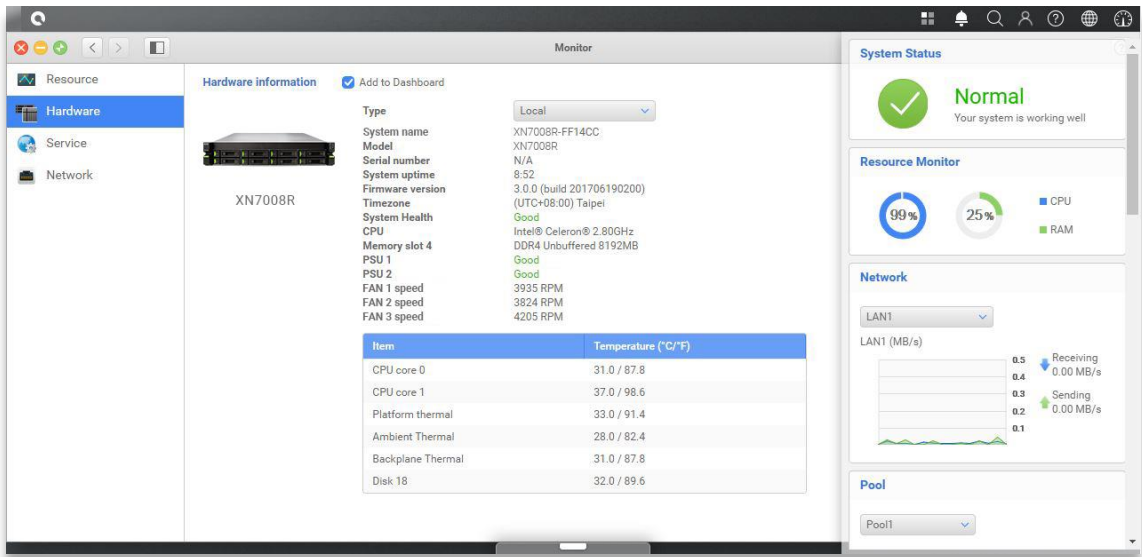 Monitor
Resource
Hardware
Service
Network
Hardware information
Add to Dashboard
XN7008R
Type Local
System name XN7008R-FF14CC
Model XN7008R
Serial number N/A
System uptime 8:52
Firmware version 3.0.0 (build 201706190200)
Timezone (UTC+08:00) Taipei
System Health Good
CPU Intel® Celeron® 2.80GHz
Memory slot 4 DDR4 Unbuffered 8192MB
PSU 1 Good
PSU 2 Good
FAN 1 speed 3935 RPM
FAN 2 speed 3824 RPM
FAN 3 speed 4205 RPM
Item Temperature (°C/°F)
CPU core 0 31.0 / 87.8
CPU core 1 37.0 / 98.6
Platform thermal 33.0 / 91.4
Ambient Thermal 28.0 / 82.4
Backplane Thermal 31.0 / 87.8
Disk 18 32.0 / 89.6
System Status
Normal
Your system is working well
Resource Monitor
99%
25%
CPU
RAM
Network
LAN1
LAN1 (MB/s)
0.5
0.4
0.3
0.2
0.1
Receiving
0.00 MB/s
Sending
0.00 MB/s
Pool
Pool1